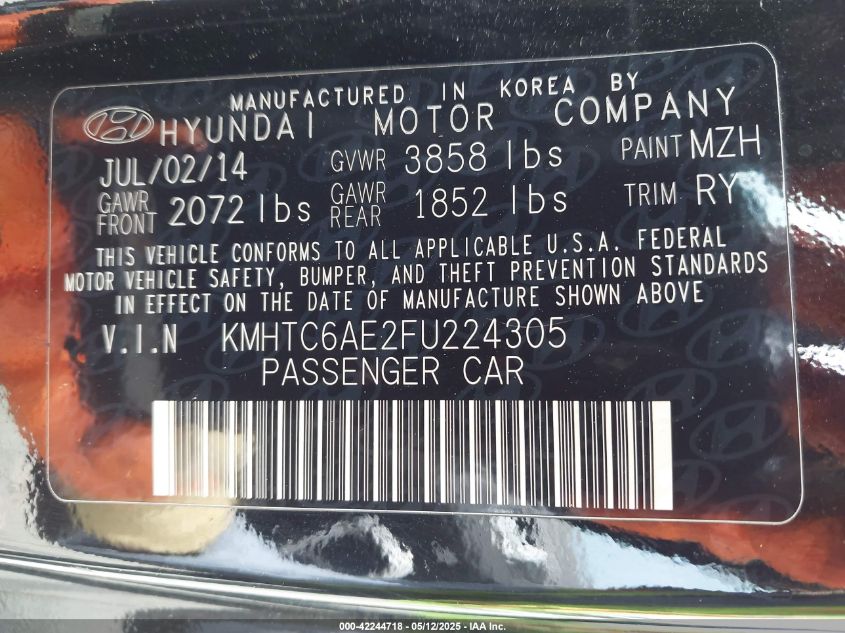 MANUFACTURED IN KOREA BY
HYUNDAI MOTOR COMPANY
JUL/02/14 GVWR 3858 lbs PAINT MZH
GAWR FRONT 2072 lbs GAWR REAR 1852 lbs TRIM RY
THIS VEHICLE CONFORMS TO ALL APPLICABLE U.S.A. FEDERAL
MOTOR VEHICLE SAFETY, BUMPER, AND THEFT PREVENTION STANDARDS
IN EFFECT ON THE DATE OF MANUFACTURE SHOWN ABOVE
V.I.N KMHTC6AE2FU224305
PASSENGER CAR
000-42244718 - 05/12/2025 - IAA Inc.